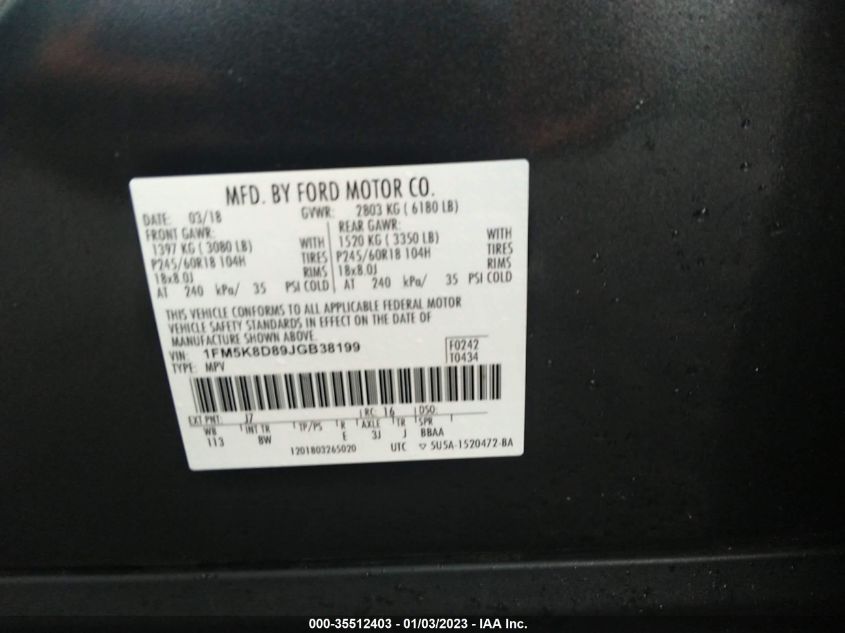 MFD. BY FORD MOTOR CO.
DATE: 03/18 GVWR: 2803 KG ( 6180 LB)
FRONT GAWR: REAR GAWR:
1397 KG ( 3080 LB) WITH 1520 KG ( 3350 LB) WITH
P245/60R18 104H TIRES P245/60R18 104H TIRES
18x8.0J RIMS 18x8.0J RIMS
AT 240 kPa/ 35 PSI COLD AT 240 kPa/ 35 PSI COLD
THIS VEHICLE CONFORMS TO ALL APPLICABLE FEDERAL MOTOR
VEHICLE SAFETY STANDARDS IN EFFECT ON THE DATE OF
MANUFACTURE SHOWN ABOVE.
VIN: 1FM5K8D89JGB38199 F0242
TYPE: MPV T0434
EXT PNT: J7 RC: 16 DSO:
WB INT TR TP/PS R AXLE TR SPR
113 BW E 3J J BBAA
1201803265020 UTC 5U5A-1520472-BA
000-35512403 - 01/03/2023 - IAA Inc.